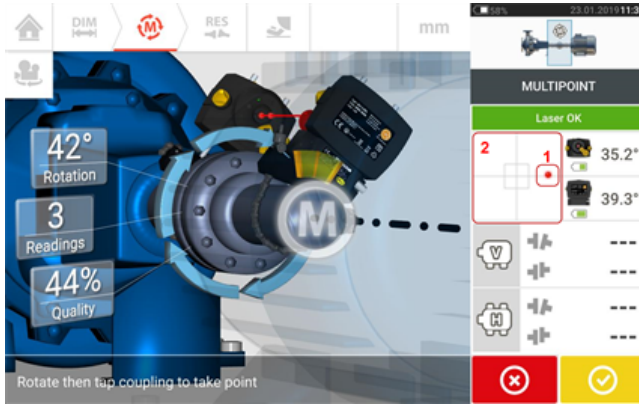 DIM
M
RES
mm
58%
23.01.2019 11:3
MULTIPOINT
Laser OK
2
1
35.2°
39.3°
42°
Rotation
3
Readings
44%
Quality
M
V
---
---
H
---
---
Rotate then tap coupling to take point